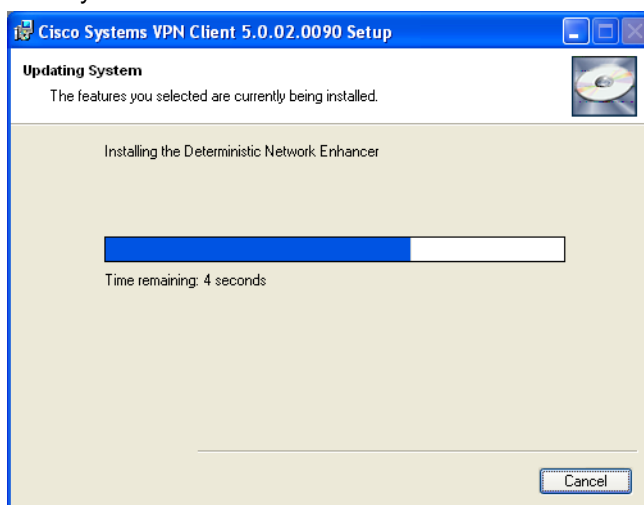 Cisco Systems VPN Client 5.0.02.0090 Setup
Updating System
The features you selected are currently being installed.
Installing the Deterministic Network Enhancer
Time remaining: 4 seconds
Cancel